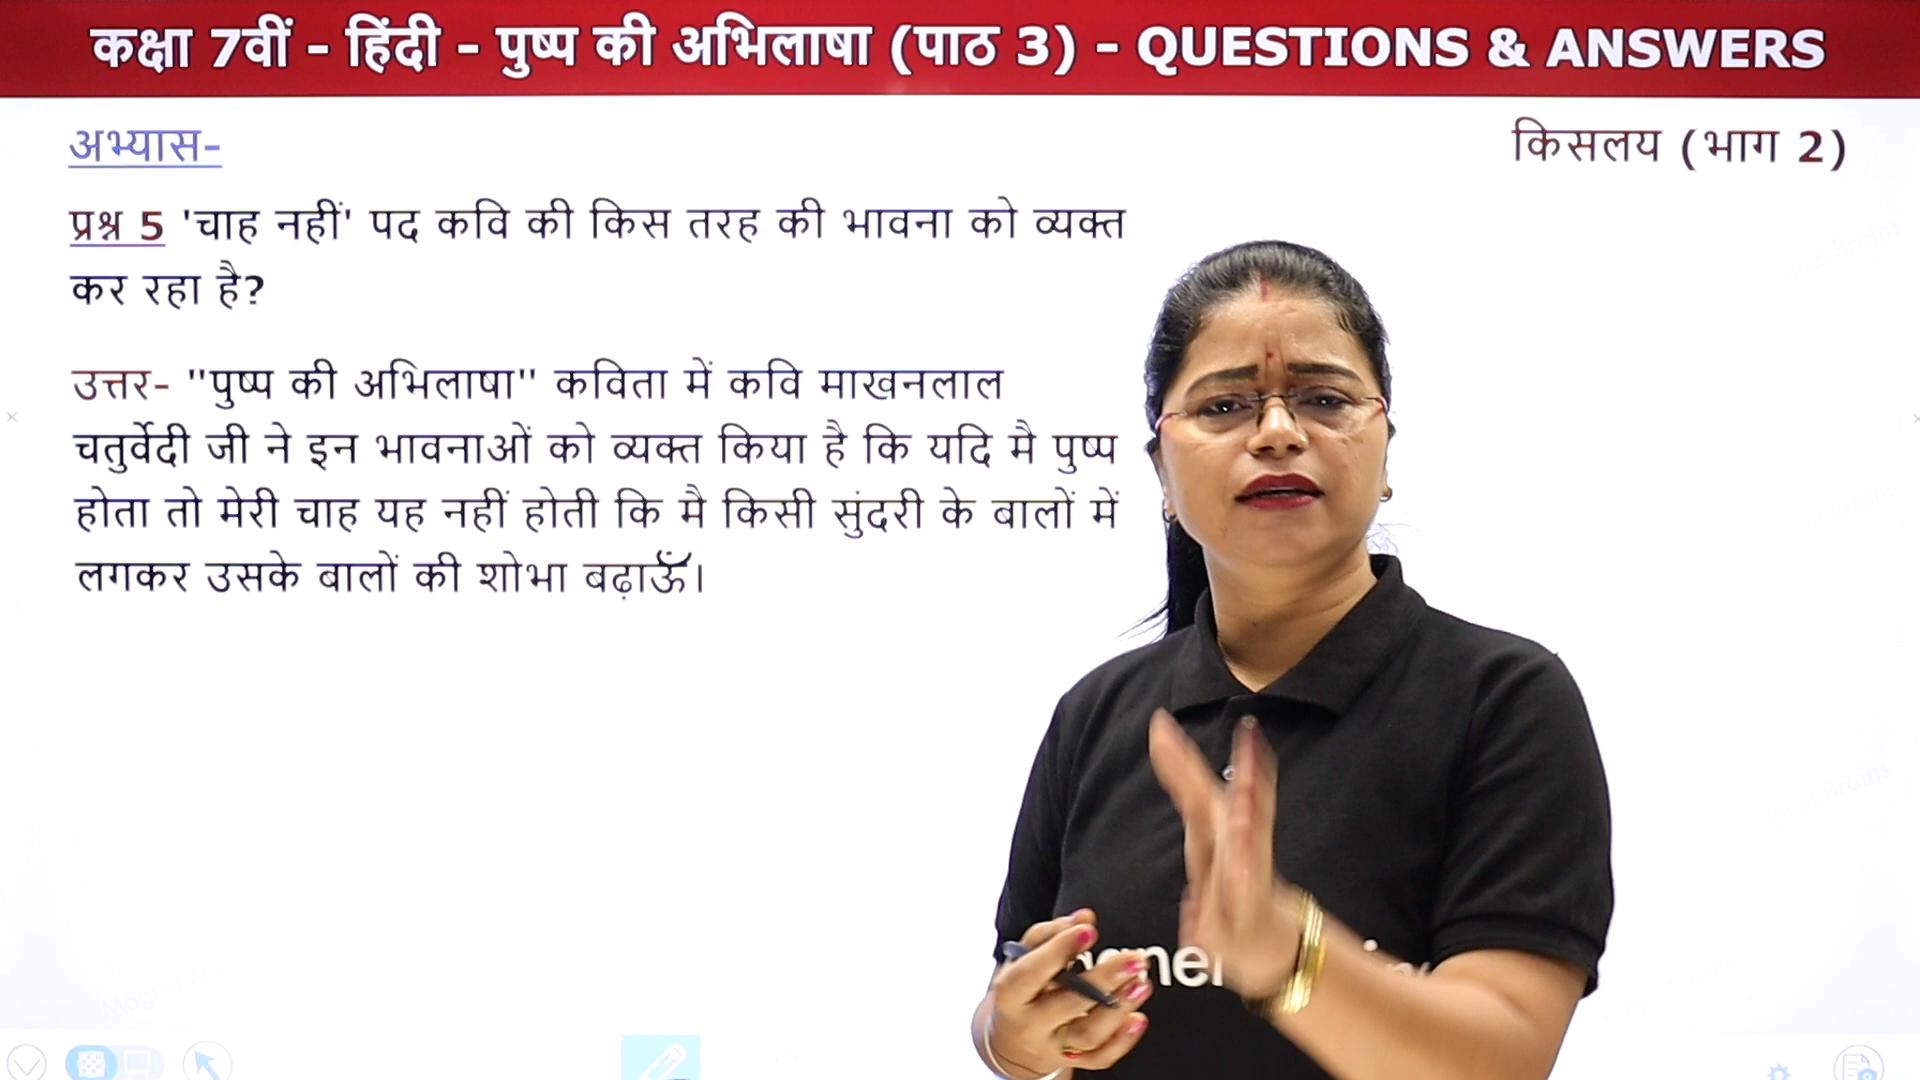 कक्षा 7वीं - हिंदी - पुष्प की अभिलाषा (पाठ 3) - QUESTIONS & ANSWERS
अभ्यास-
किसलय (भाग 2)
प्रश्न 5 'चाह नहीं' पद कवि की किस तरह की भावना को व्यक्त
कर रहा है?
उत्तर- "पुष्प की अभिलाषा" कविता में कवि माखनलाल
चतुर्वेदी जी ने इन भावनाओं को व्यक्त किया है कि यदि मै पुष्प
होता तो मेरी चाह यह नहीं होती कि मै किसी सुंदरी के बालों में
लगकर उसके बालों की शोभा बढ़ाऊँ।